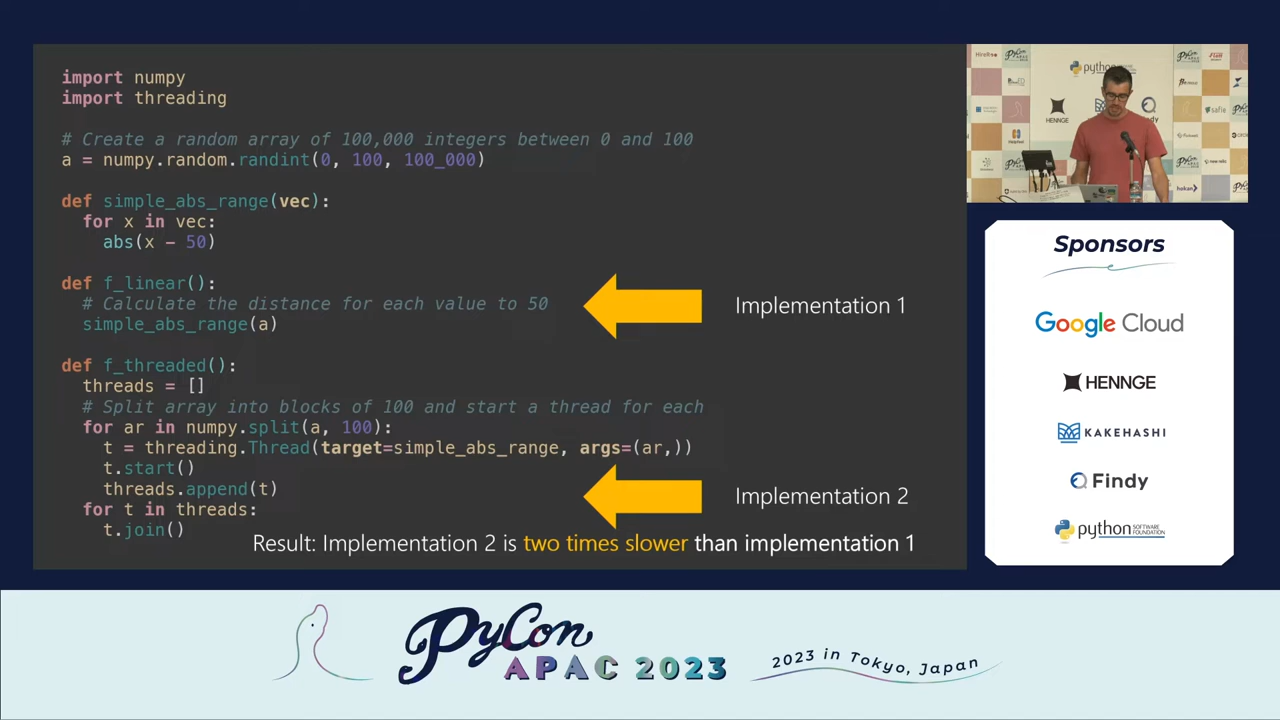 import numpy
import threading
# Create a random array of 100,000 integers between 0 and 100
a = numpy.random.randint(0, 100, 100_000)
def simple_abs_range(vec):
for x in vec:
abs(x - 50)
def f_linear():
# Calculate the distance for each value to 50
simple_abs_range(a)
Implementation 1
def f_threaded():
threads = []
# Split array into blocks of 100 and start a thread for each
for ar in numpy.split(a, 100):
t = threading.Thread(target=simple_abs_range, args=(ar,))
t.start()
threads.append(t)
Implementation 2
for t in threads:
t.join()
Result: Implementation 2 is two times slower than implementation 1
python
HENNGE
Sponsors
Google Cloud
HENNGE
KAKEHASHI
Findy
python
SOFTWARE
FOUNDATION
PyCon
APAC 2023
2023 in Tokyo, Japan